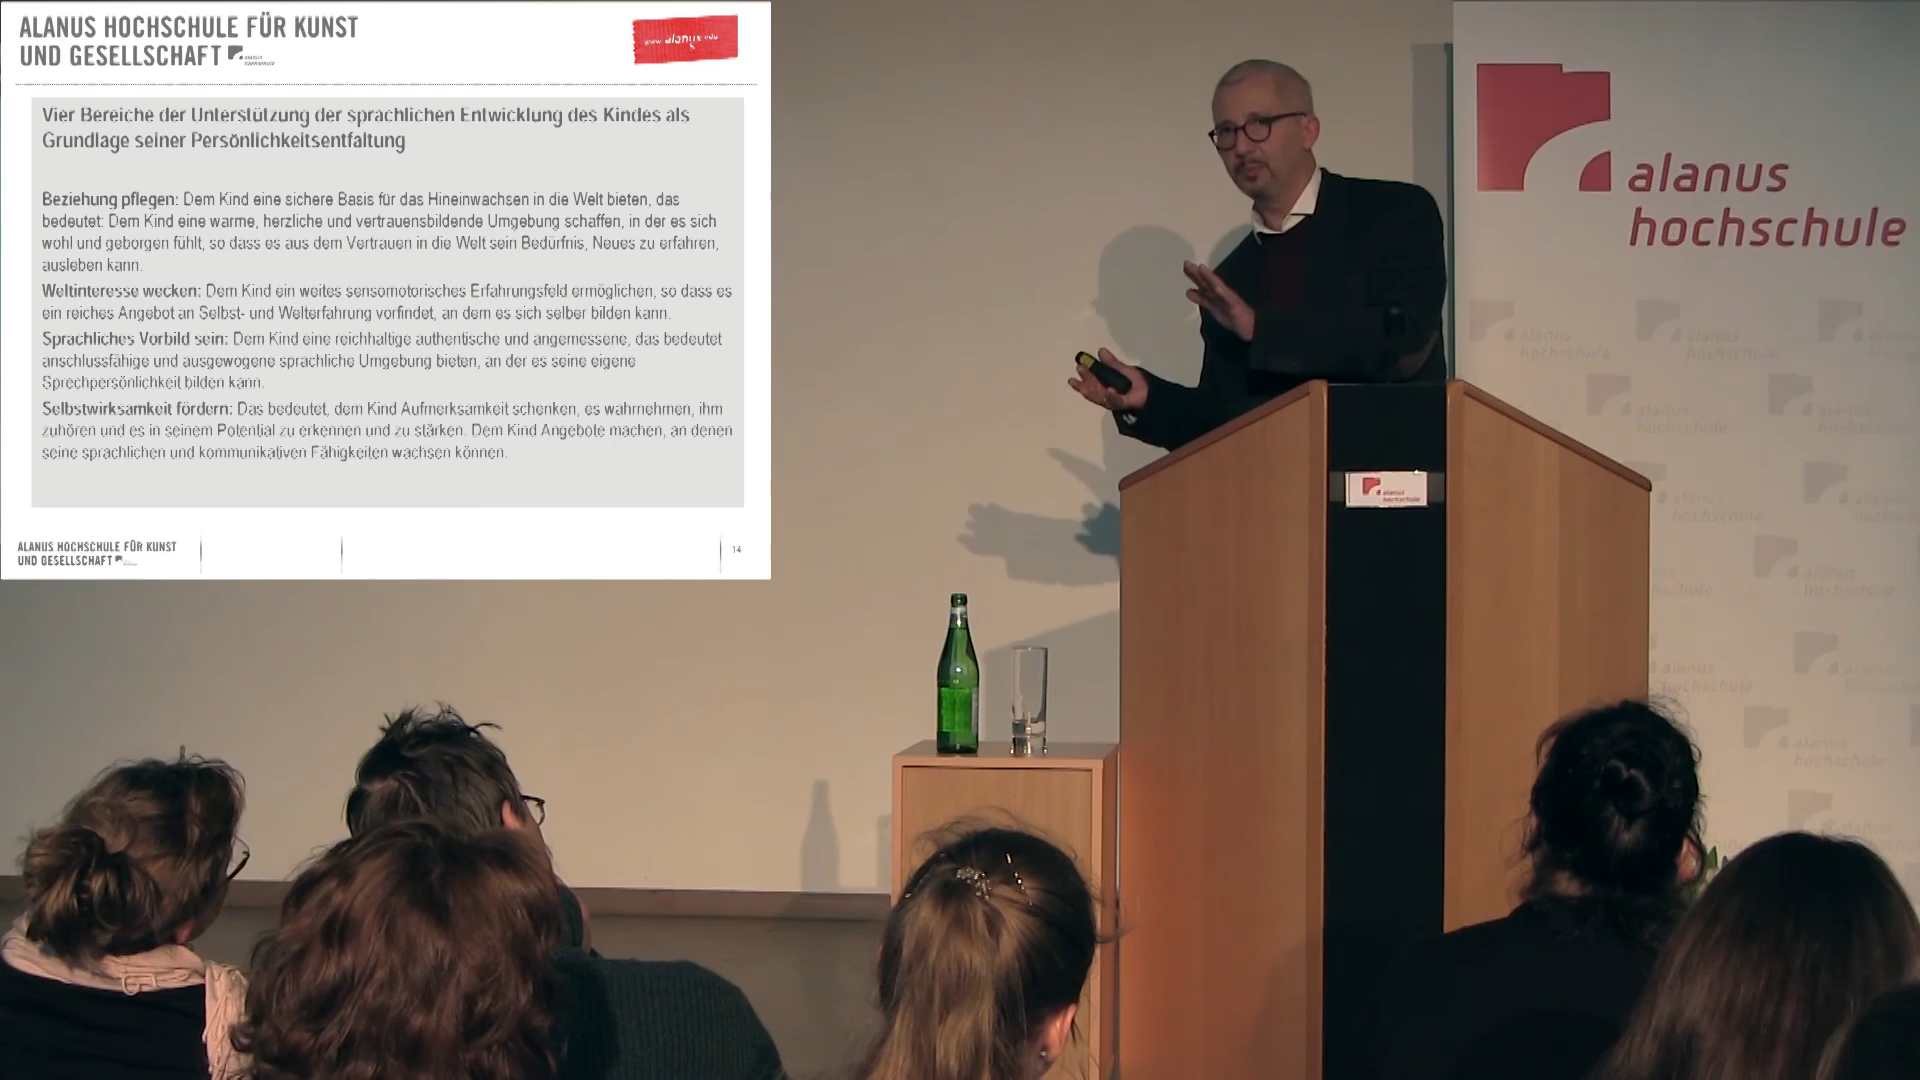 ALANUS HOCHSCHULE FÜR KUNST
UND GESELLSCHAFT
www.alanus.edu
Vier Bereiche der Unterstützung der sprachlichen Entwicklung des Kindes als
Grundlage seiner Persönlichkeitsentfaltung
Beziehung pflegen: Dem Kind eine sichere Basis für das Hineinwachsen in die Welt bieten, das
bedeutet: Dem Kind eine warme, herzliche und vertrauensbildende Umgebung schaffen, in der es sich
wohl und geborgen fühlt, so dass es aus dem Vertrauen in die Welt sein Bedürfnis, Neues zu erfahren,
ausleben kann.
Weltinteresse wecken: Dem Kind ein weites sensomotorisches Erfahrungsfeld ermöglichen, so dass es
ein reiches Angebot an Selbst- und Welterfahrung vorfindet, an dem es sich selber bilden kann.
Sprachliches Vorbild sein: Dem Kind eine reichhaltige authentische und angemessene, das bedeutet
anschlussfähige und ausgewogene sprachliche Umgebung bieten, an der es seine eigene
Sprechpersönlichkeit bilden kann.
Selbstwirksamkeit fördern: Das bedeutet, dem Kind Aufmerksamkeit schenken, es wahrnehmen, ihm
zuhören und es in seinem Potential zu erkennen und zu stärken. Dem Kind Angebote machen, an denen
seine sprachlichen und kommunikativen Fähigkeiten wachsen können.
ALANUS HOCHSCHULE FÜR KUNST
UND GESELLSCHAFT
14
alanus
hochschule
alanus
hochschule